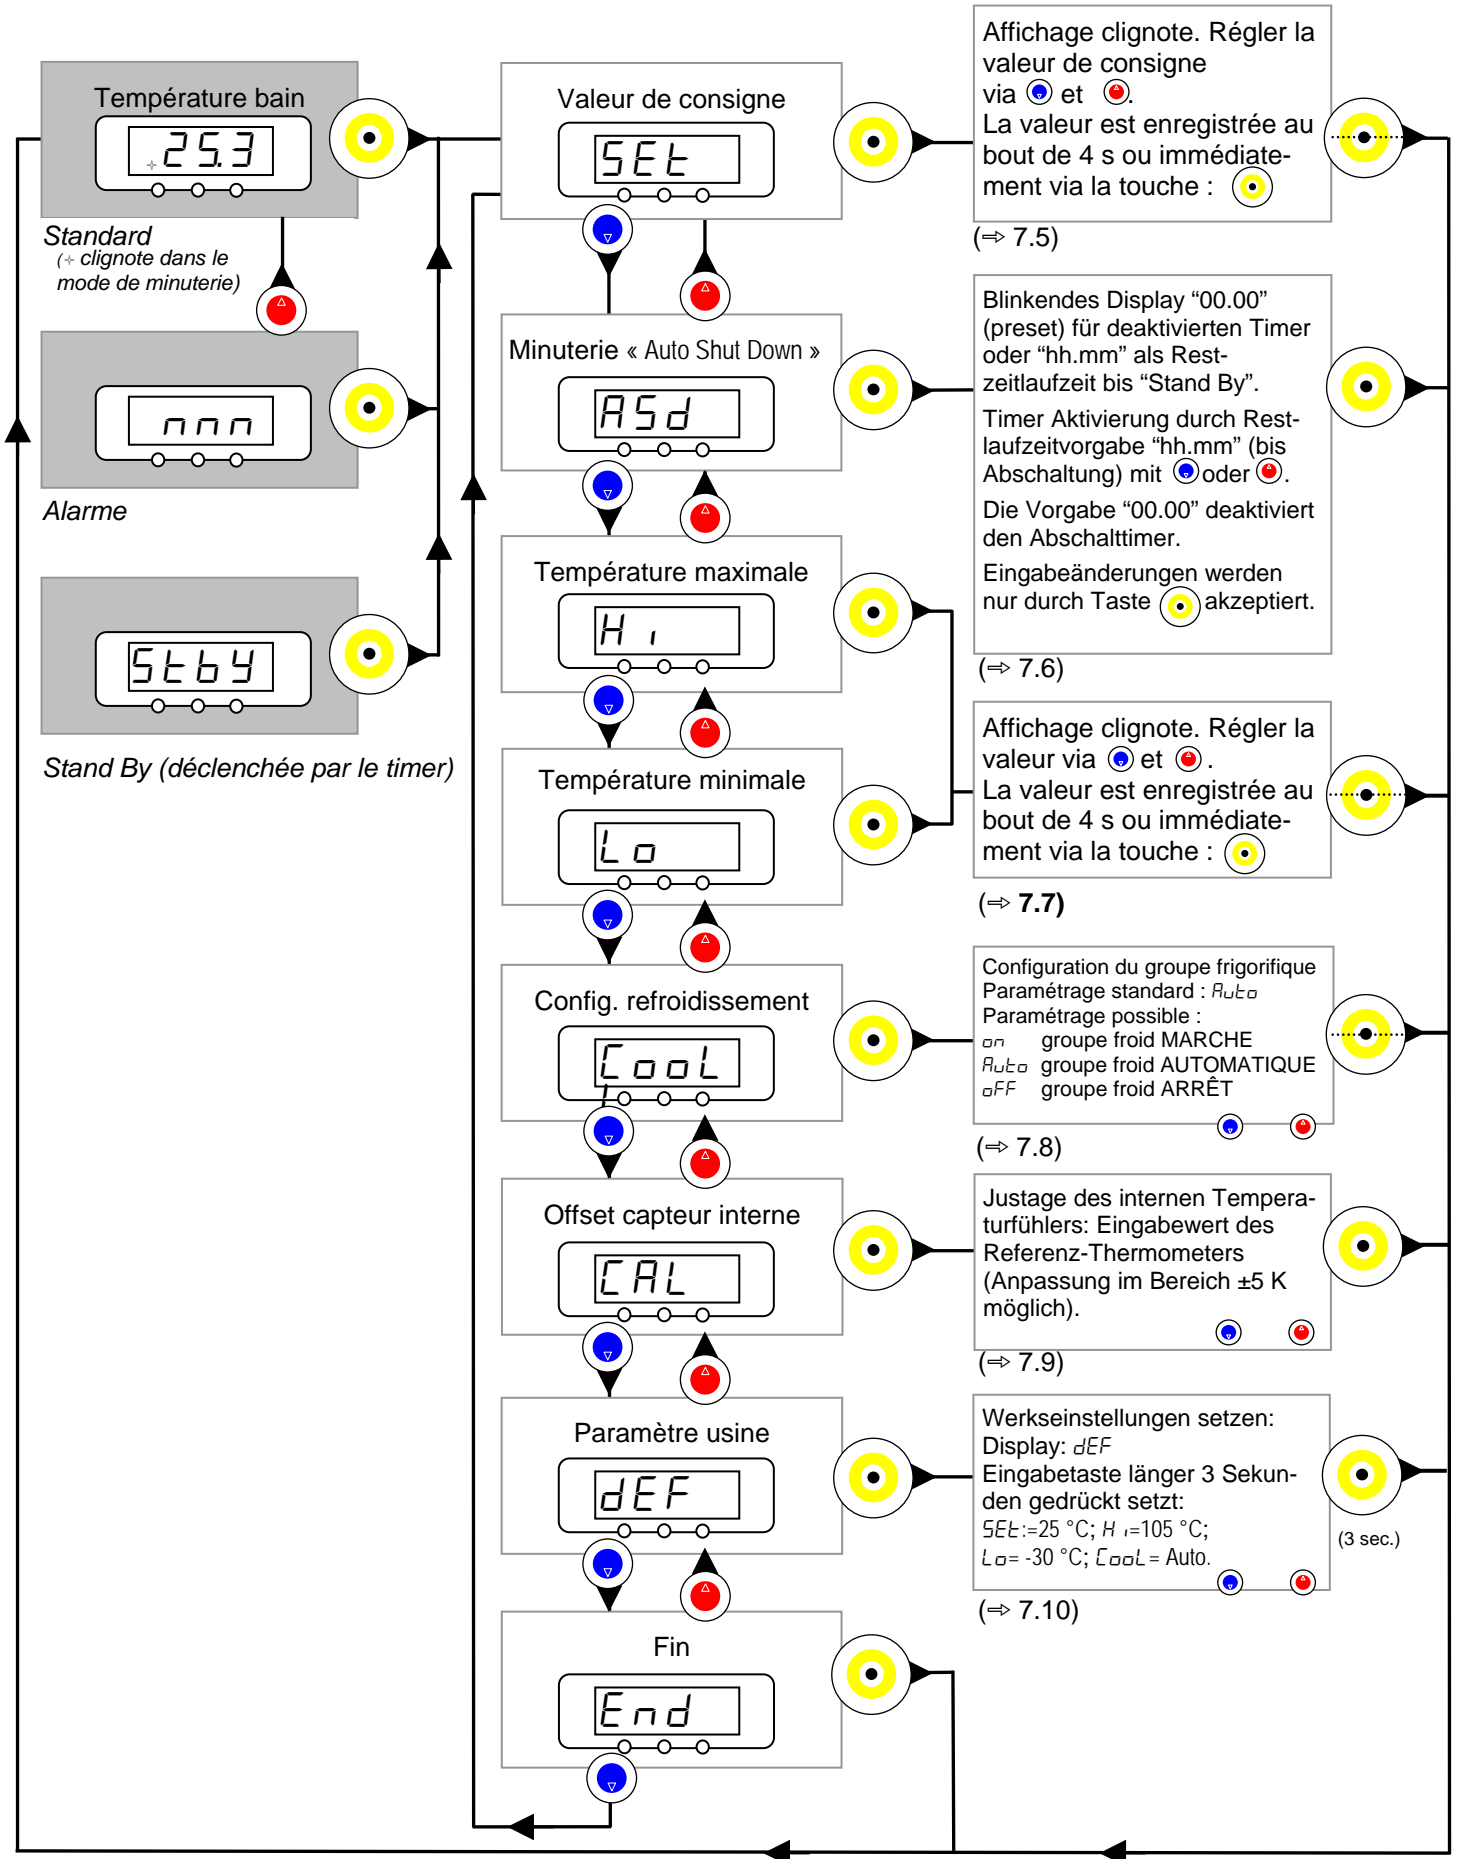 Température bain
25.3
Standard
(✧ clignote dans le
mode de minuterie)
nnn
Alarme
Stby
Stand By (déclenchée par le timer)
Valeur de consigne
SEt
Minuterie « Auto Shut Down »
ASd
Température maximale
Hi
Température minimale
Lo
Config. refroidissement
CooL
Offset capteur interne
CAL
Paramètre usine
dEF
Fin
End
Affichage clignote. Régler la
valeur de consigne
via et .
La valeur est enregistrée au
bout de 4 s ou immédiate-
ment via la touche :
(⇨ 7.5)
Blinkendes Display “00.00”
(preset) für deaktivierten Timer
oder “hh.mm” als Rest-
zeitlaufzeit bis “Stand By”.
Timer Aktivierung durch Rest-
laufzeitvorgabe “hh.mm” (bis
Abschaltung) mit oder .
Die Vorgabe “00.00” deaktiviert
den Abschalttimer.
Eingabeänderungen werden
nur durch Taste akzeptiert.
(⇨ 7.6)
Affichage clignote. Régler la
valeur via et .
La valeur est enregistrée au
bout de 4 s ou immédiate-
ment via la touche :
(⇨ 7.7)
Configuration du groupe frigorifique
Paramétrage standard : Auto
Paramétrage possible :
on groupe froid MARCHE
Auto groupe froid AUTOMATIQUE
oFF groupe froid ARRÊT
(⇨ 7.8)
Justage des internen Tempera-
turfühlers: Eingabewert des
Referenz-Thermometers
(Anpassung im Bereich ±5 K
möglich).
(⇨ 7.9)
Werkseinstellungen setzen:
Display: dEF
Eingabetaste länger 3 Sekun-
den gedrückt setzt:
SEt:=25 °C; Hi=105 °C;
Lo= -30 °C; CooL= Auto.
(3 sec.)
(⇨ 7.10)